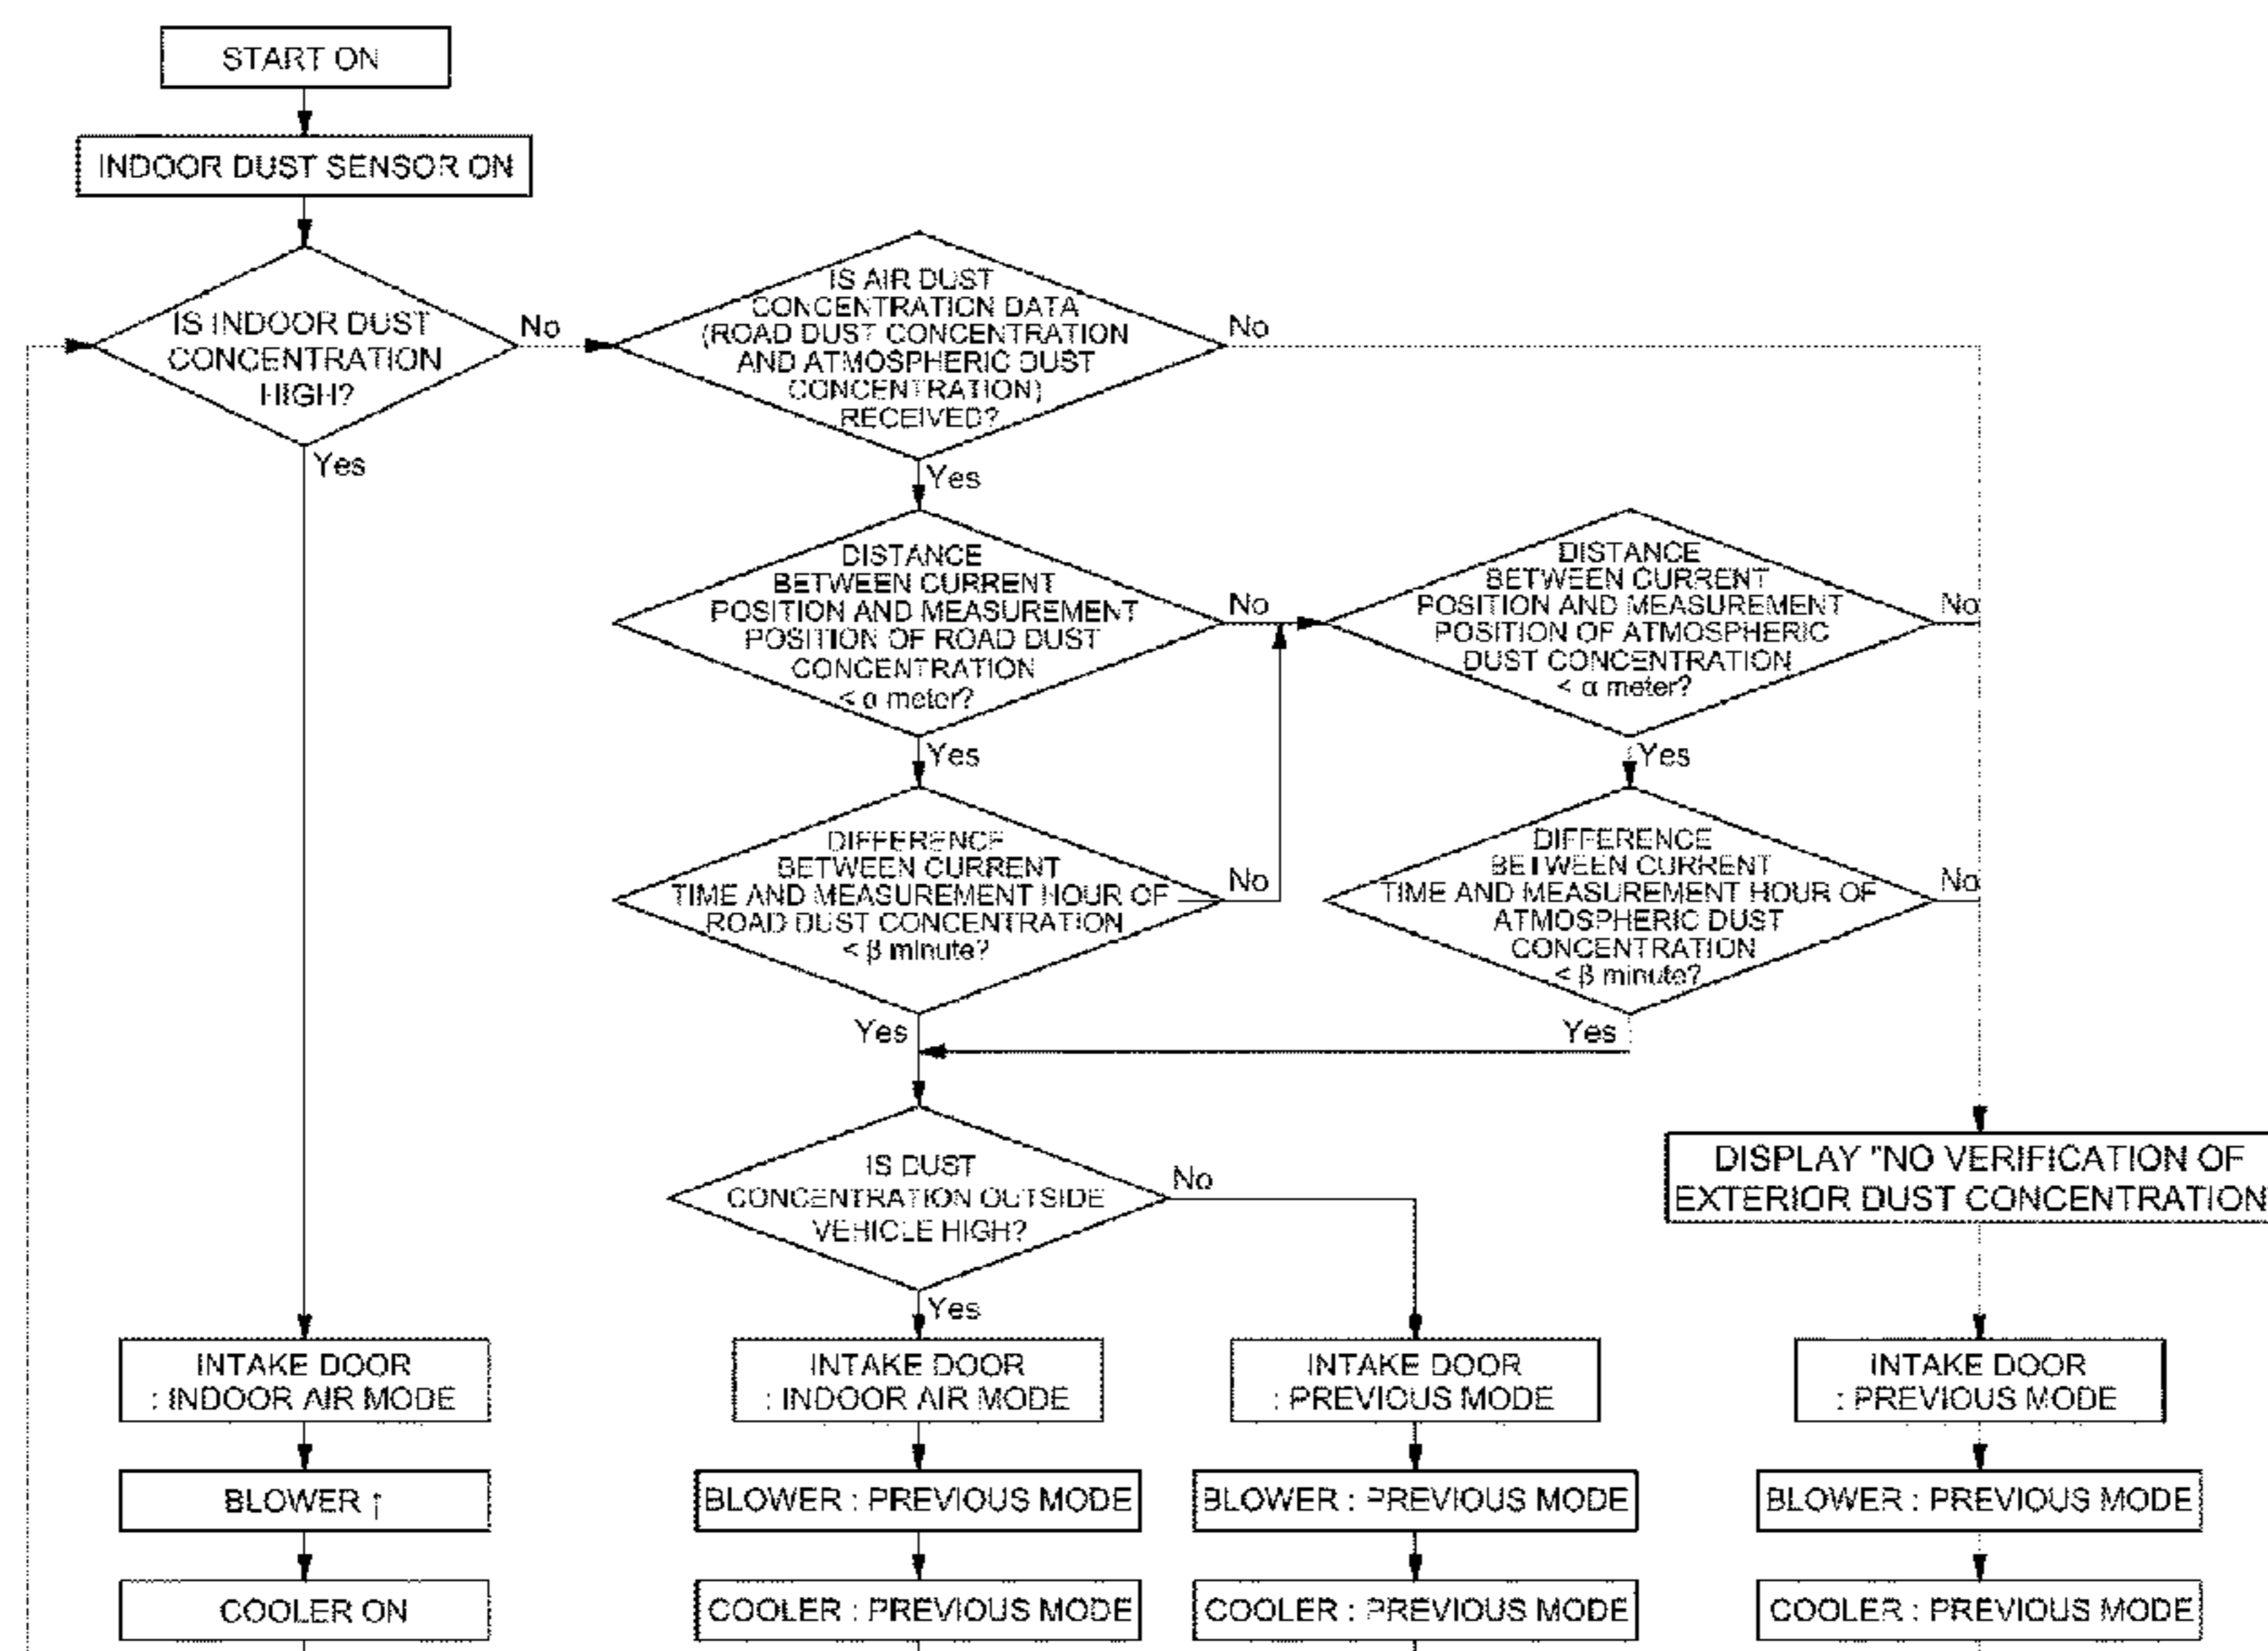 START ON
INDOOR DUST SENSOR ON
IS INDOOR DUST
CONCENTRATION
HIGH?
No
Yes
IS AIR DUST
CONCENTRATION DATA
(ROAD DUST CONCENTRATION
AND ATMOSPHERIC DUST
CONCENTRATION)
RECEIVED?
No
Yes
DISTANCE
BETWEEN CURRENT
POSITION AND MEASUREMENT
POSITION OF ROAD DUST
CONCENTRATION
< α meter?
No
Yes
DISTANCE
BETWEEN CURRENT
POSITION AND MEASUREMENT
POSITION OF ATMOSPHERIC
DUST CONCENTRATION
< α meter?
No
Yes
DIFFERENCE
BETWEEN CURRENT
TIME AND MEASUREMENT HOUR OF
ROAD DUST CONCENTRATION
< β minute?
No
Yes
DIFFERENCE
BETWEEN CURRENT
TIME AND MEASUREMENT HOUR OF
ATMOSPHERIC DUST
CONCENTRATION
< β minute?
No
Yes
IS DUST
CONCENTRATION OUTSIDE
VEHICLE HIGH?
No
Yes
DISPLAY "NO VERIFICATION OF
EXTERIOR DUST CONCENTRATION
INTAKE DOOR
: INDOOR AIR MODE
BLOWER ↑
COOLER ON
INTAKE DOOR
: INDOOR AIR MODE
BLOWER : PREVIOUS MODE
COOLER : PREVIOUS MODE
INTAKE DOOR
: PREVIOUS MODE
BLOWER : PREVIOUS MODE
COOLER : PREVIOUS MODE
INTAKE DOOR
: PREVIOUS MODE
BLOWER : PREVIOUS MODE
COOLER : PREVIOUS MODE